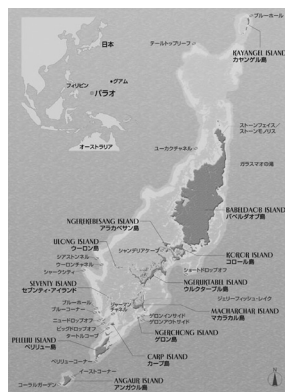 ブルーホール
日本
テールトップリーフ
KAYANGEL ISLAND
カヤンゲル島
フィリピン
グアム
パラオ
オーストラリア
ストーンフェイス/
ストーンモノリス
ユーカクチャネル
ガラスマオの滝
BABELDAOB ISLAND
バベルダオブ島
NGEREKEBESANG ISLAND
アラカベサン島
ULONG ISLAND
ウーロン島
シャンデリアケーブ
KOROR ISLAND
コロール島
シアストンネル
ウーロンチャネル
シャークシティ
ショートドロップオフ
NGERUKTABEL ISLAND
ウルクターブル島
SEVENTY ISLAND
セブンティ・アイランド
ジェリーフィッシュ・レイク
MACHARCHAR ISLAND
マカラカル島
ブルーホール
ブルーコーナー
ジャーマン
チャネル
ゲロンインサイド
ゲロンアウトサイド
ニュードロップオフ
ビッグドロップオフ
タートルコーブ
NGERCHONG ISLAND
ゲロン島
PELELIU ISLAND
ペリリュー島
CARP ISLAND
カープ島
ペリリューコーナー
イーストコーナー
ANGAUR ISLAND
アンガウル島
コーラルガーデン
N